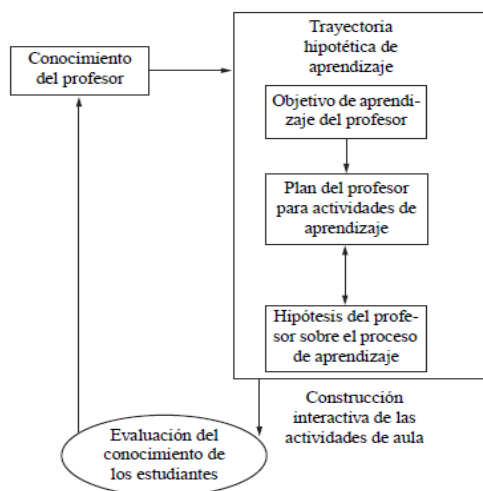 Conocimiento
del profesor
Trayectoria
hipotética de
aprendizaje
Objetivo de aprendi-
zaje del profesor
Plan del profesor
para actividades de
aprendizaje
Hipótesis del profe-
sor sobre el proceso
de aprendizaje
Construcción
interactiva de las
actividades de aula
Evaluación del
conocimiento de
los estudiantes